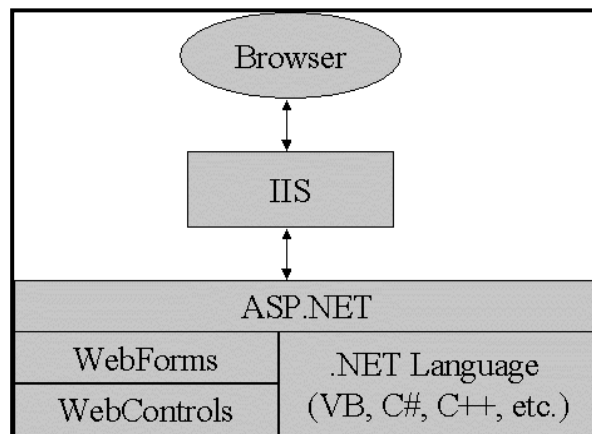 Browser
IIS
ASP.NET
WebForms
WebControls
.NET Language
(VB, C#, C++, etc.)